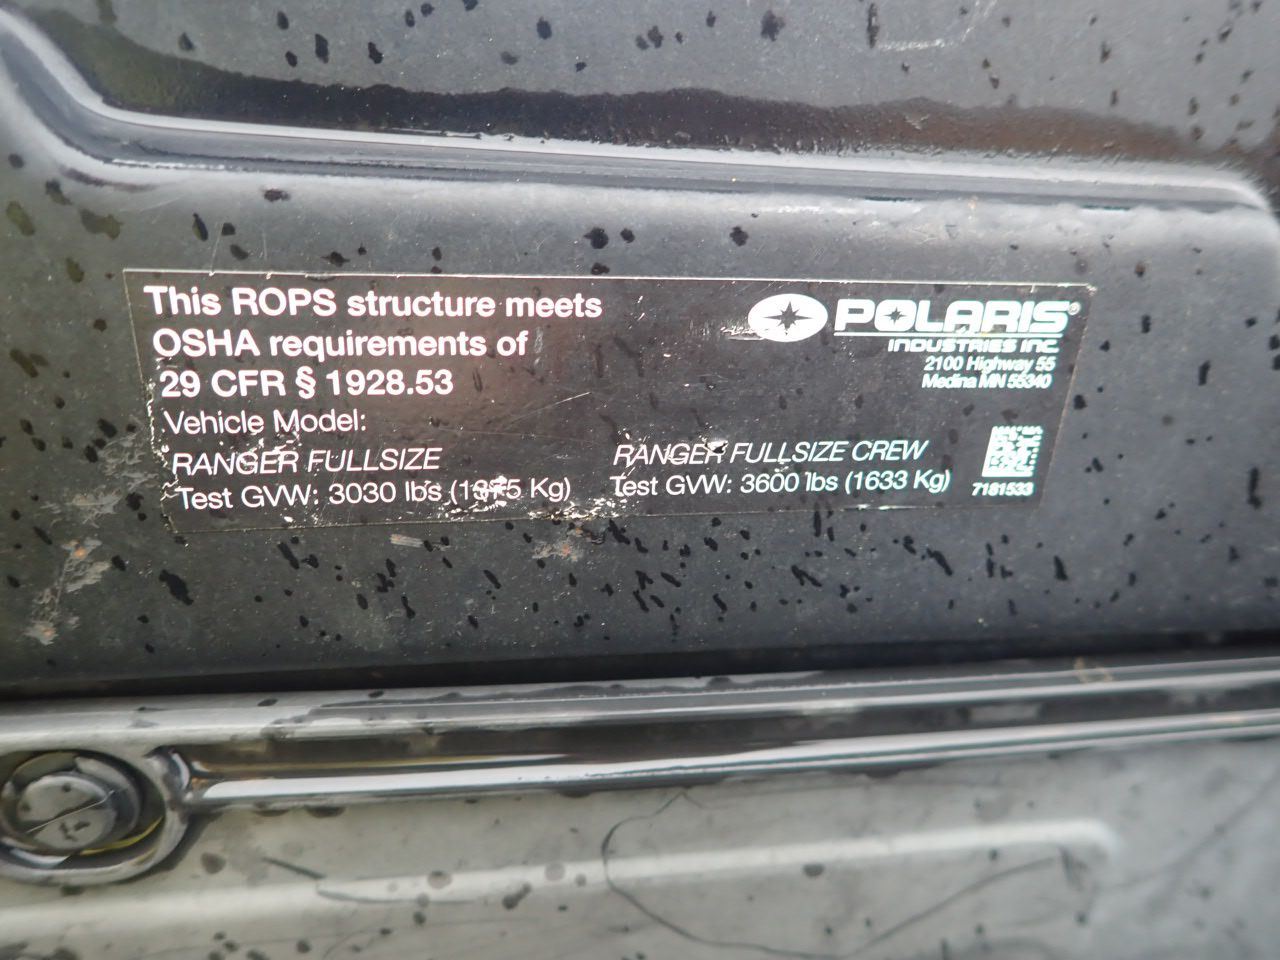 This ROPS structure meets
OSHA requirements of
29 CFR § 1928.53
Vehicle Model:
RANGER FULLSIZE
Test GVW: 3030 lbs (1375 Kg)
RANGER FULLSIZE CREW
Test GVW: 3600 lbs (1633 Kg)
POLARIS®
INDUSTRIES INC.
2100 Highway 55
Medina MN 55340
7181533